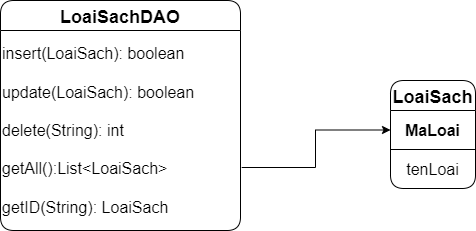 LoaiSachDAO
insert(LoaiSach): boolean
update(LoaiSach): boolean
delete(String): int
getAll():List<LoaiSach>
getID(String): LoaiSach
LoaiSach
MaLoai
tenLoai